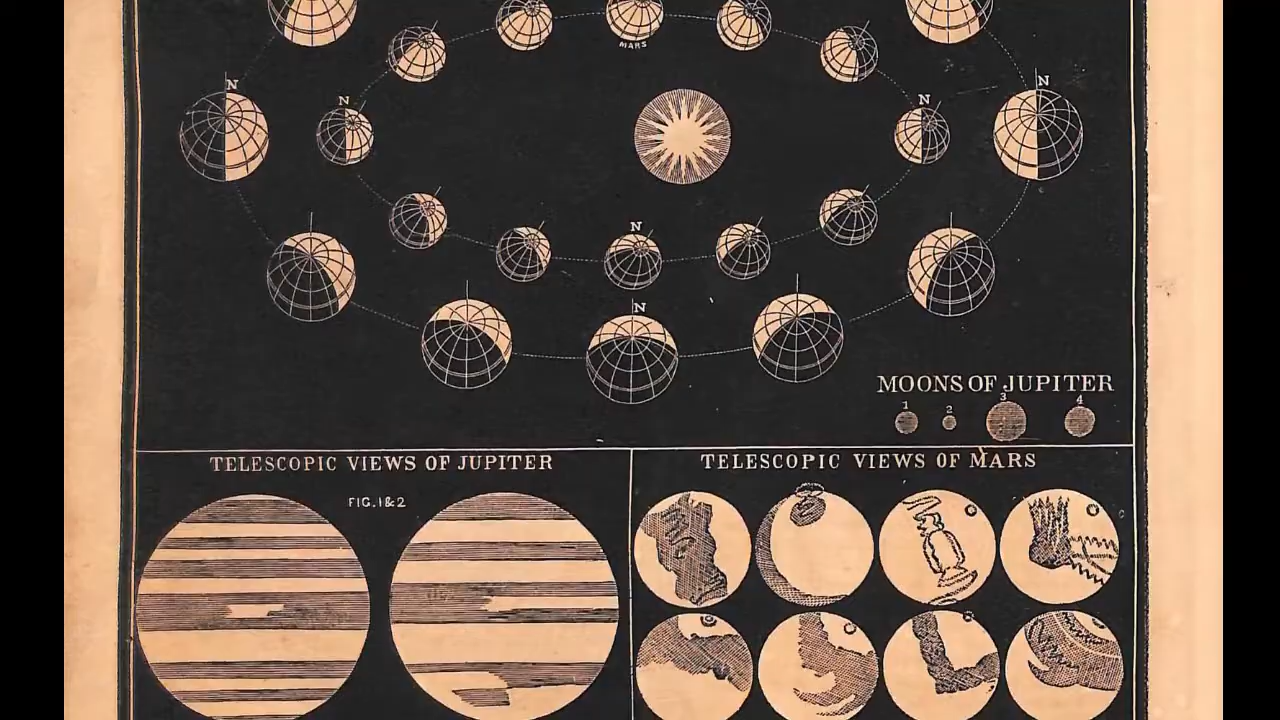 MARS
N
N
N
N
N
N
MOONS OF JUPITER
1 2 3 4
TELESCOPIC VIEWS OF JUPITER
TELESCOPIC VIEWS OF MARS
FIG. 1 & 2